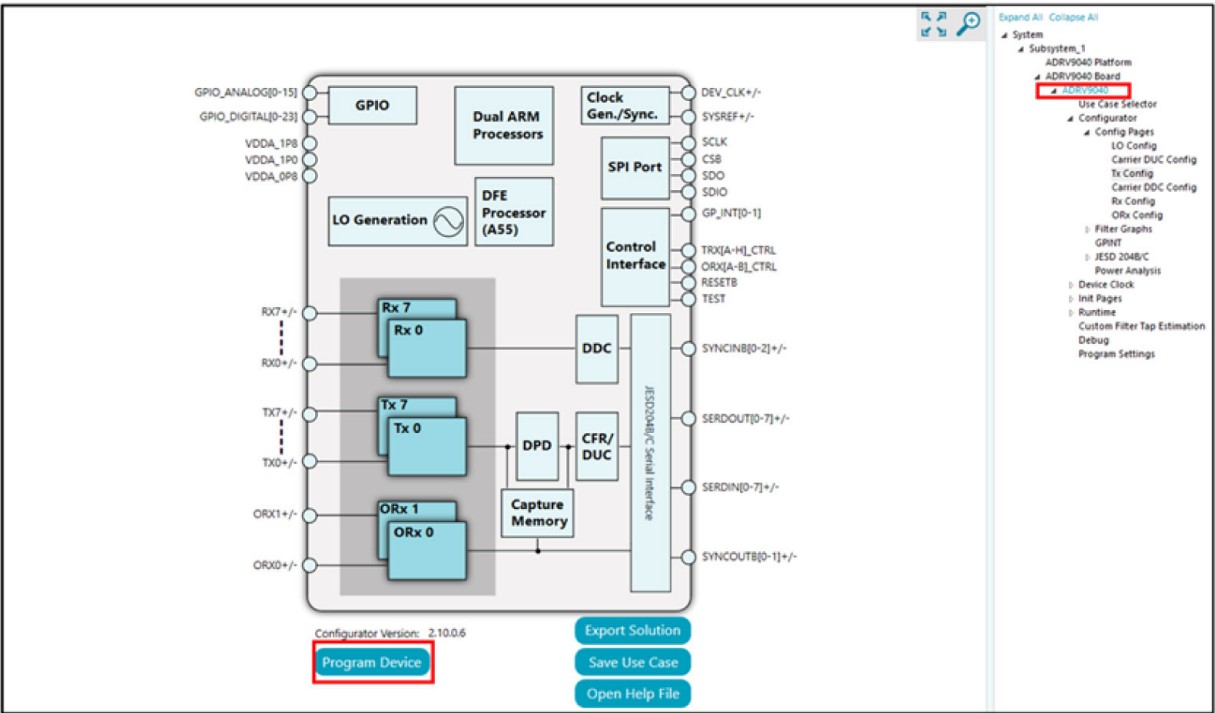 GPIO_ANALOG[0-15]
GPIO_DIGITAL[0-23]
VDDA_1P8
VDDA_1P0
VDDA_0P8
GPIO
Dual ARM
Processors
Clock
Gen./Sync.
DEV_CLK+/-
SYSREF+/-
SPI Port
SCLK
CSB
SDO
SDIO
LO Generation
DFE
Processor
(A55)
Control
Interface
GP_INT[0-1]
TRX[A-H]_CTRL
ORX[A-B]_CTRL
RESETB
TEST
RX7+/-
RX0+/-
Rx 7
Rx 0
DDC
SYNCINB[0-2]+/-
TX7+/-
TX0+/-
Tx 7
Tx 0
DPD
CFR/
DUC
JESD204B/C Serial Interface
SERDOUT[0-7]+/-
SERDIN[0-7]+/-
Capture
Memory
ORX1+/-
ORX0+/-
ORx 1
ORx 0
SYNCOUTB[0-1]+/-
Configurator Version: 2.10.0.6
Program Device
Export Solution
Save Use Case
Open Help File
Expand All Collapse All
System
Subsystem_1
ADRV9040 Platform
ADRV9040 Board
ADRV9040
Use Case Selector
Configurator
Config Pages
LO Config
Carrier DUC Config
Tx Config
Carrier DDC Config
Rx Config
ORx Config
Filter Graphs
GPINT
JESD 204B/C
Power Analysis
Device Clock
Init Pages
Runtime
Custom Filter Tap Estimation
Debug
Program Settings